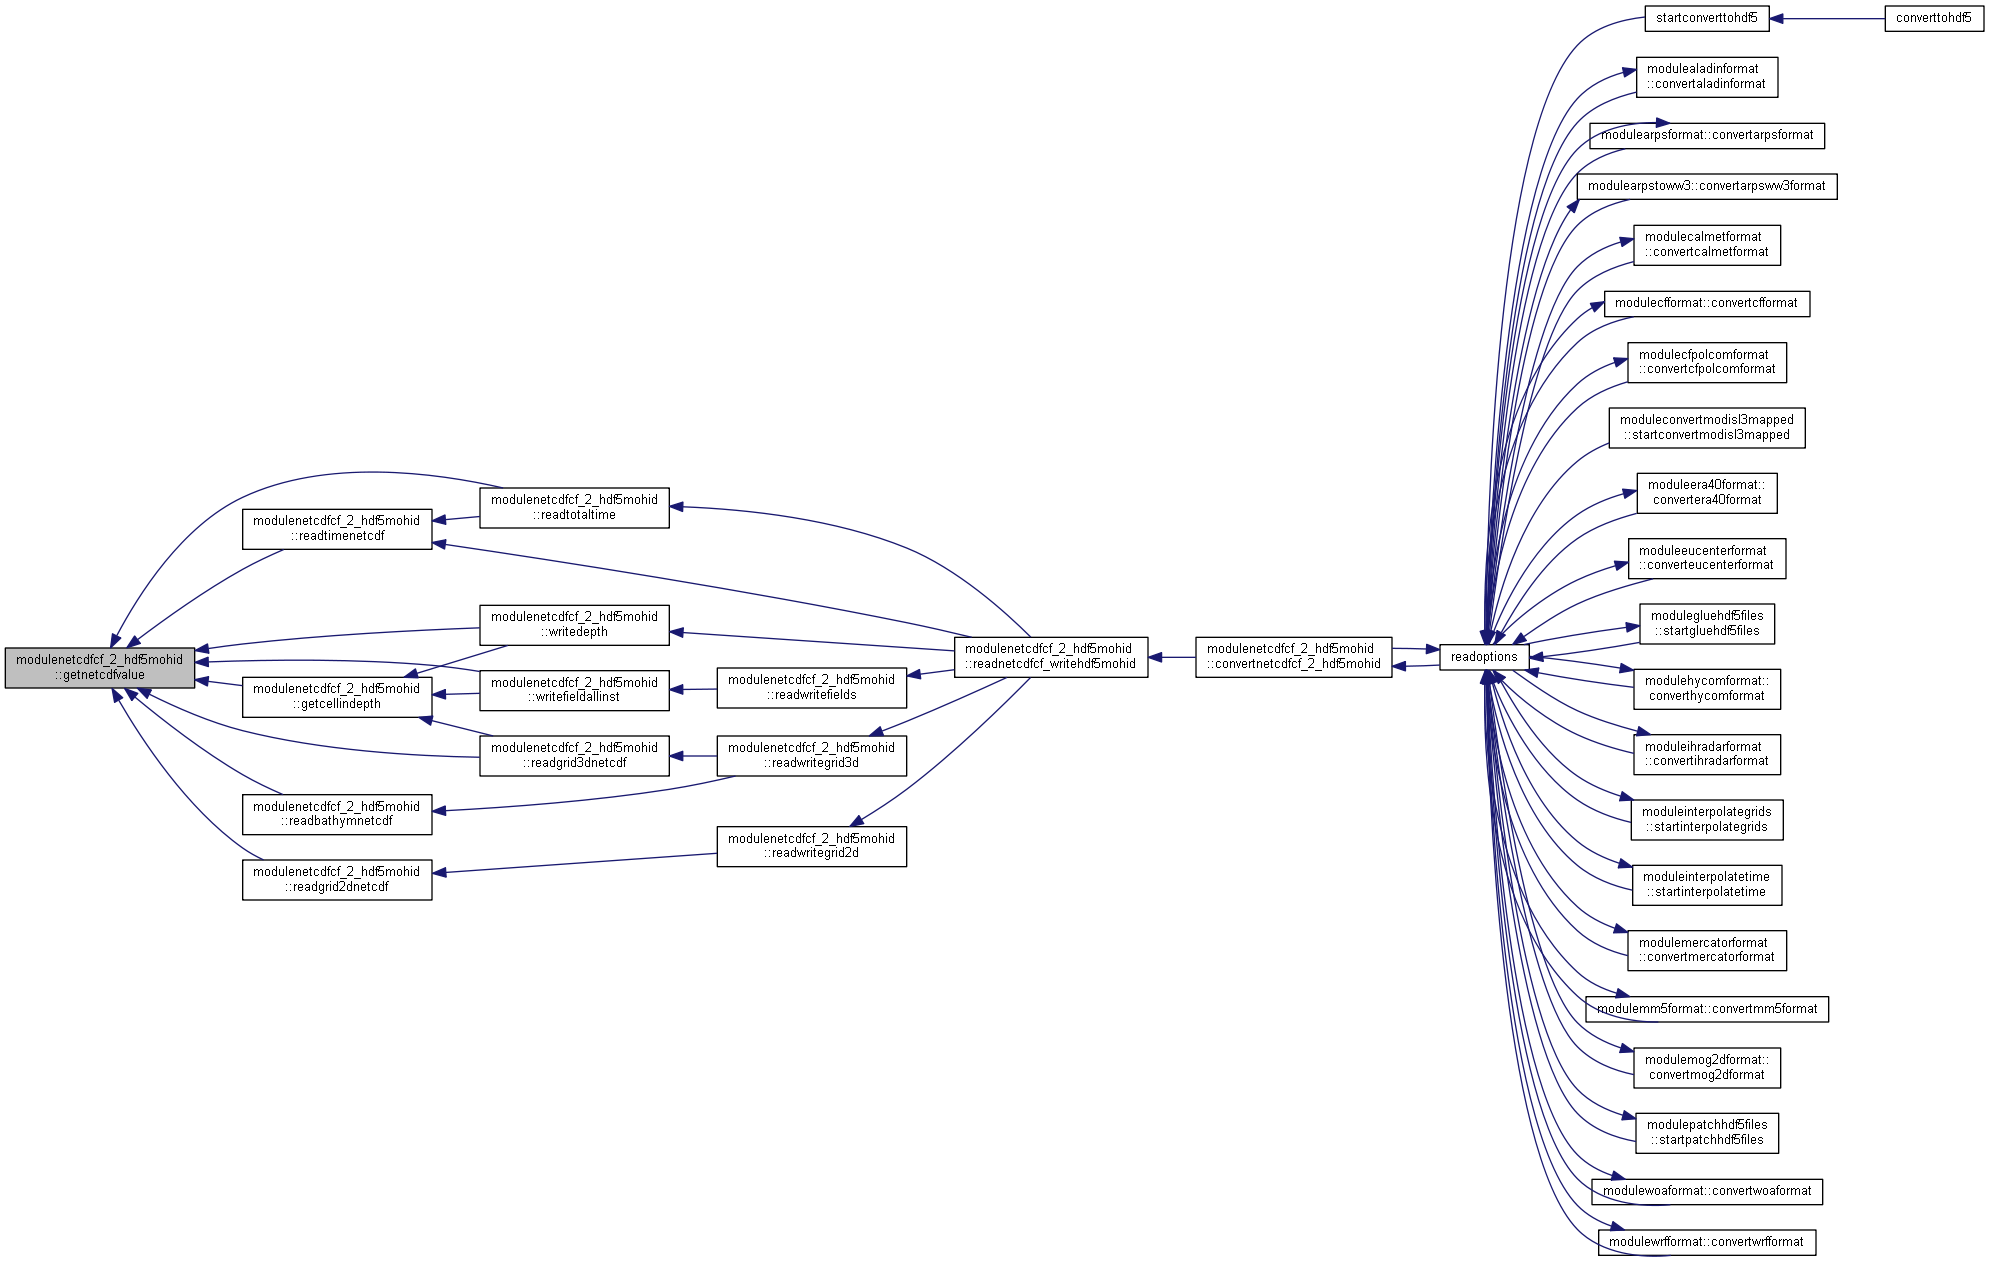 modulenetcdfcf_2_hdf5mohid
::getnetcdfvalue
modulenetcdfcf_2_hdf5mohid
::readtimenetcdf
modulenetcdfcf_2_hdf5mohid
::getcellindepth
modulenetcdfcf_2_hdf5mohid
::readbathymnetcdf
modulenetcdfcf_2_hdf5mohid
::readgrid2dnetcdf
modulenetcdfcf_2_hdf5mohid
::readtotaltime
modulenetcdfcf_2_hdf5mohid
::writedepth
modulenetcdfcf_2_hdf5mohid
::writefieldallinst
modulenetcdfcf_2_hdf5mohid
::readgrid3dnetcdf
modulenetcdfcf_2_hdf5mohid
::readwritefields
modulenetcdfcf_2_hdf5mohid
::readwritegrid3d
modulenetcdfcf_2_hdf5mohid
::readwritegrid2d
modulenetcdfcf_2_hdf5mohid
::readnetcdfcf_writehdf5mohid
modulenetcdfcf_2_hdf5mohid
::convertnetcdfcf_2_hdf5mohid
readoptions
startconverttohdf5
converttohdf5
modulealadinformat
::convertaladinformat
modulearpsformat::convertarpsformat
modulearpstoww3::convertarpsww3format
modulecalmetformat
::convertcalmetformat
modulecfformat::convertcfformat
modulecfpolcomformat
::convertcfpolcomformat
moduleconvertmodisl3mapped
::startconvertmodisl3mapped
moduleera40format::
convertera40format
moduleeucenterformat
::converteucenterformat
modulegluehdf5files
::startgluehdf5files
modulehycomformat::
converthycomformat
moduleihradarformat
::convertihradarformat
moduleinterpolategrids
::startinterpolategrids
moduleinterpolatetime
::startinterpolatetime
modulemercatorformat
::convertmercatorformat
modulemm5format::convertmm5format
modulemog2dformat::
convertmog2dformat
modulepatchhdf5files
::startpatchhdf5files
modulewoaformat::convertwoaformat
modulewrfformat::convertwrfformat